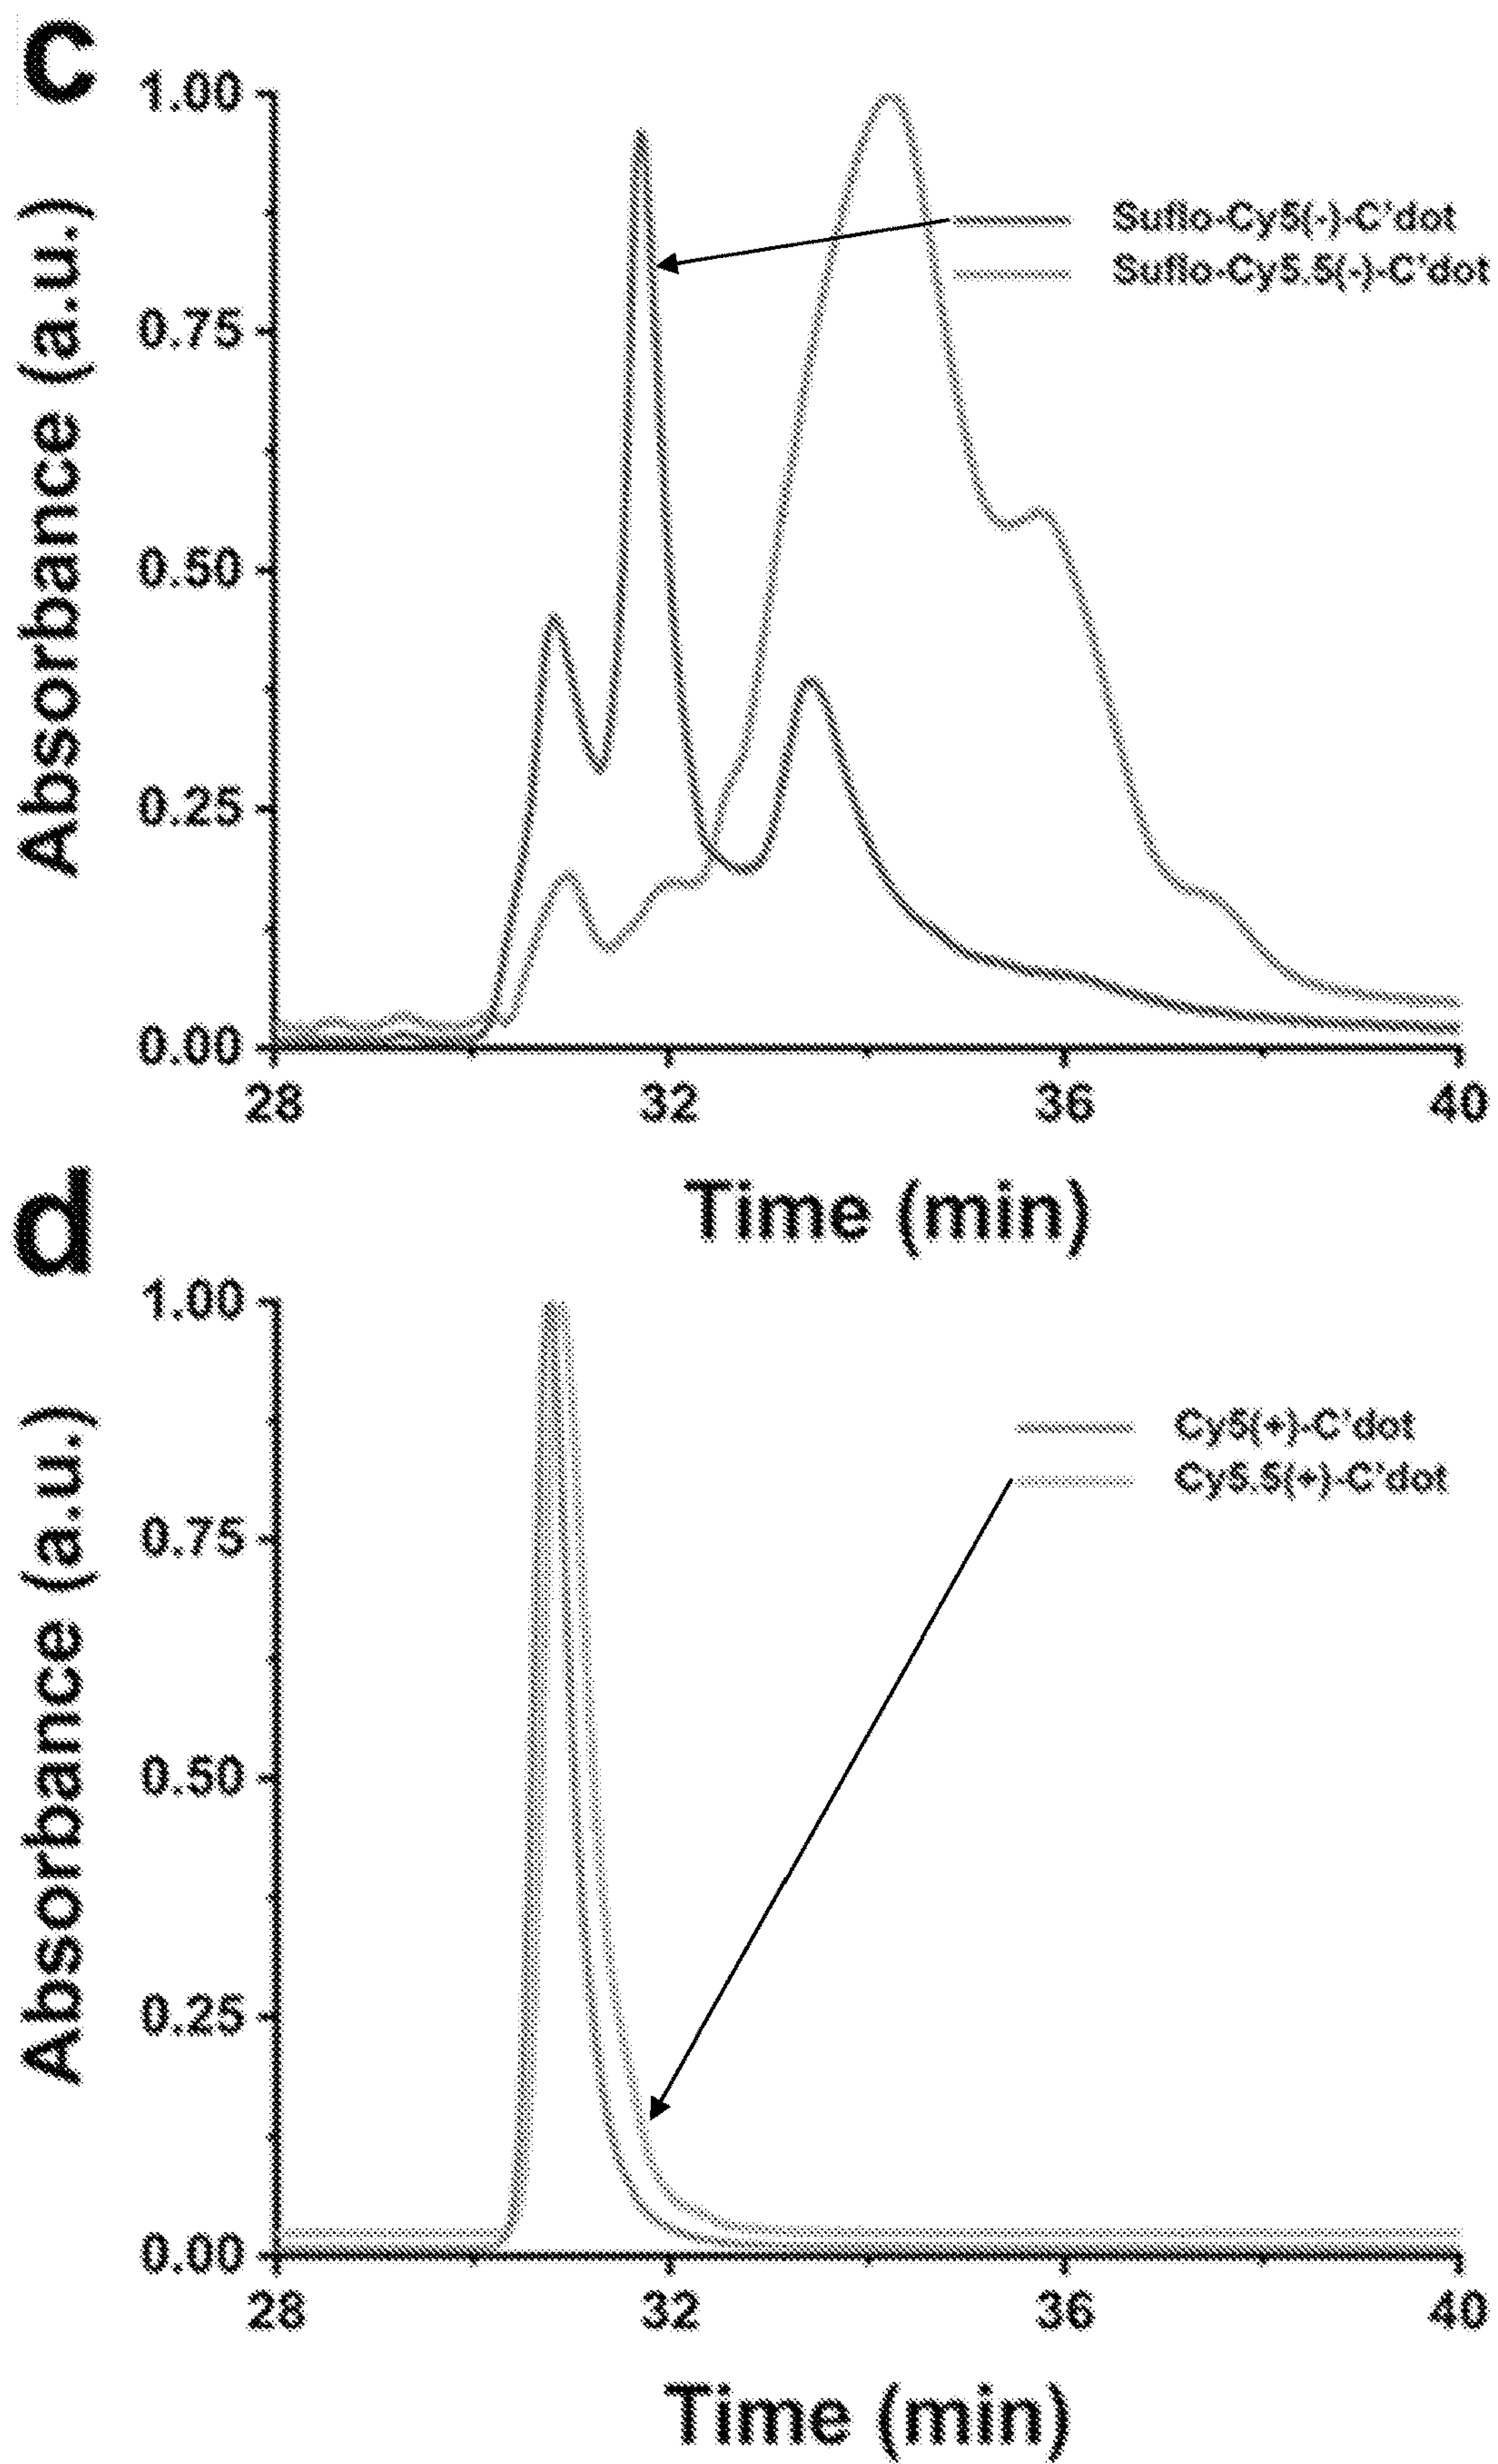 c
Absorbance (a.u.)
1.00
0.75
0.50
0.25
0.00
Suflo-Cy5(-)-C'dot
Suflo-Cy5.5(-)-C'dot
28 32 36 40
Time (min)
d
Absorbance (a.u.)
1.00
0.75
0.50
0.25
0.00
Cy5(+)-C'dot
Cy5.5(+)-C'dot
28 32 36 40
Time (min)